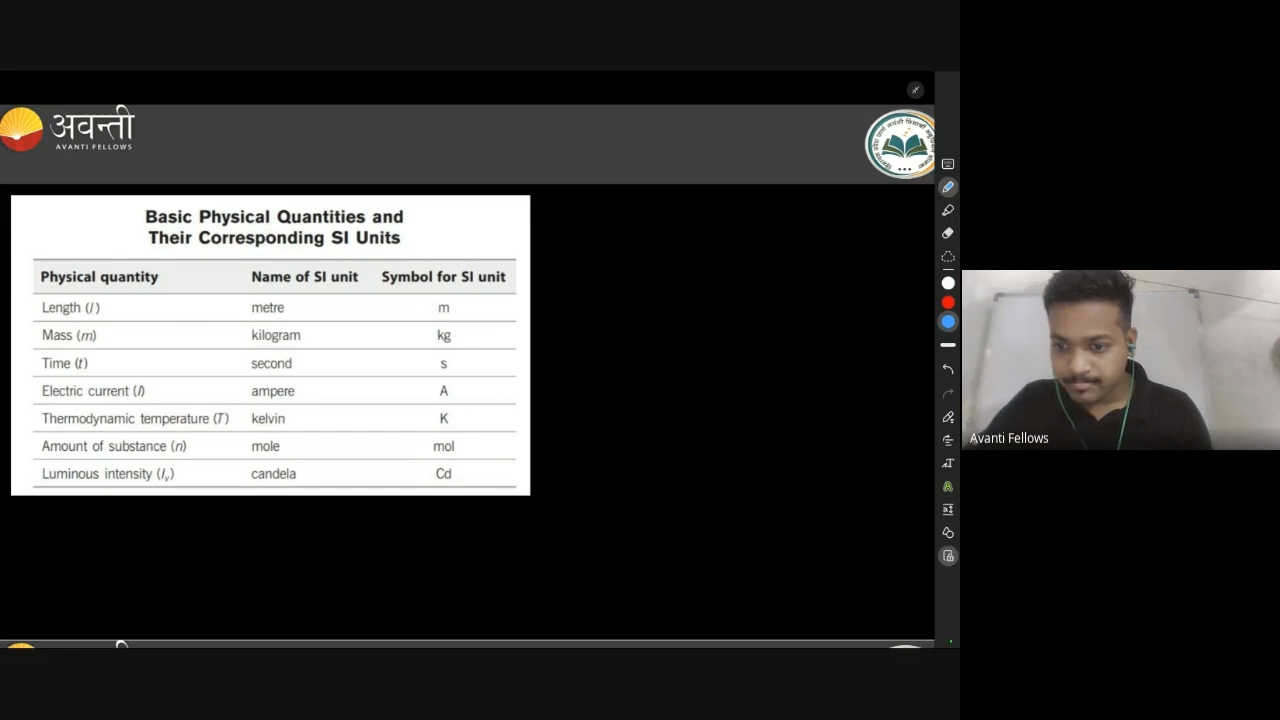 अवन्ती
AVANTI FELLOWS
Basic Physical Quantities and
Their Corresponding SI Units
Physical quantity Name of SI unit Symbol for SI unit
Length (l) metre m
Mass (m) kilogram kg
Time (t) second s
Electric current (I) ampere A
Thermodynamic temperature (T) kelvin K
Amount of substance (n) mole mol
Luminous intensity (Iv) candela Cd
Avanti Fellows